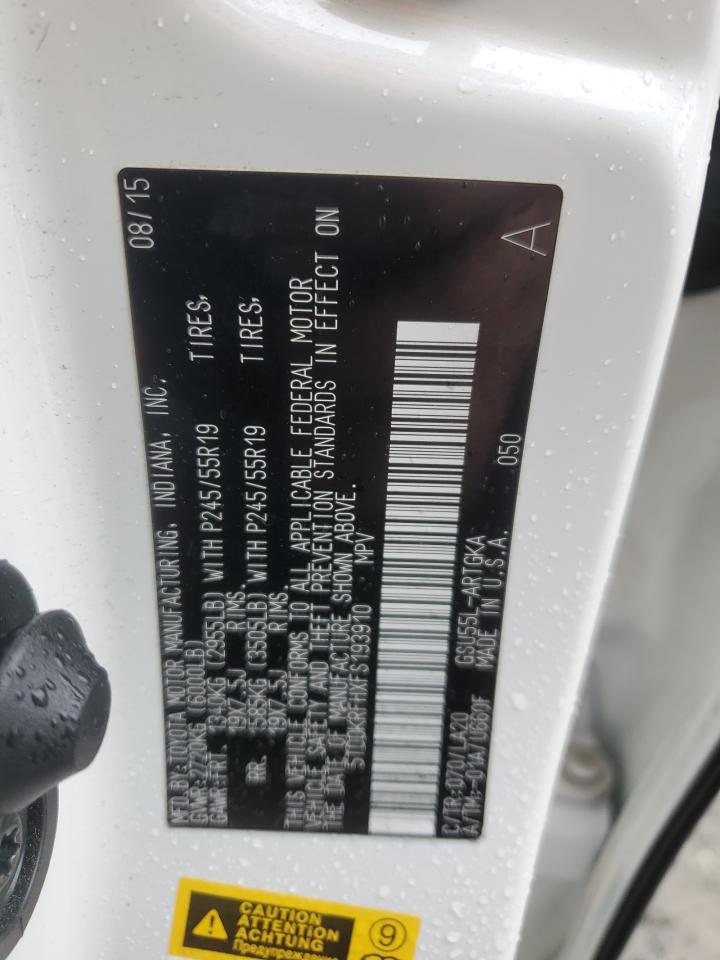 MFD. BY: TOYOTA MOTOR MANUFACTURING, INDIANA, INC. 08/15
GVWR: 2720KG (6000LB)
GAWR: FRT. 1340KG (2955LB) WITH P245/55R19 TIRES,
19X7.5J RIMS.
RR. 1585KG (3505LB) WITH P245/55R19 TIRES,
19X7.5J RIMS.
THIS VEHICLE CONFORMS TO ALL APPLICABLE FEDERAL MOTOR
VEHICLE SAFETY AND THEFT PREVENTION STANDARDS IN EFFECT ON
THE DATE OF MANUFACTURE SHOWN ABOVE.
5TDDKRFHXFS193910 MPV
C/TR: 070/LA20 GSU55L-ARTGKA 050
A/TM: MADE IN U.S.A. A
CAUTION
ATTENTION
ACHTUNG
Предупреждение
9